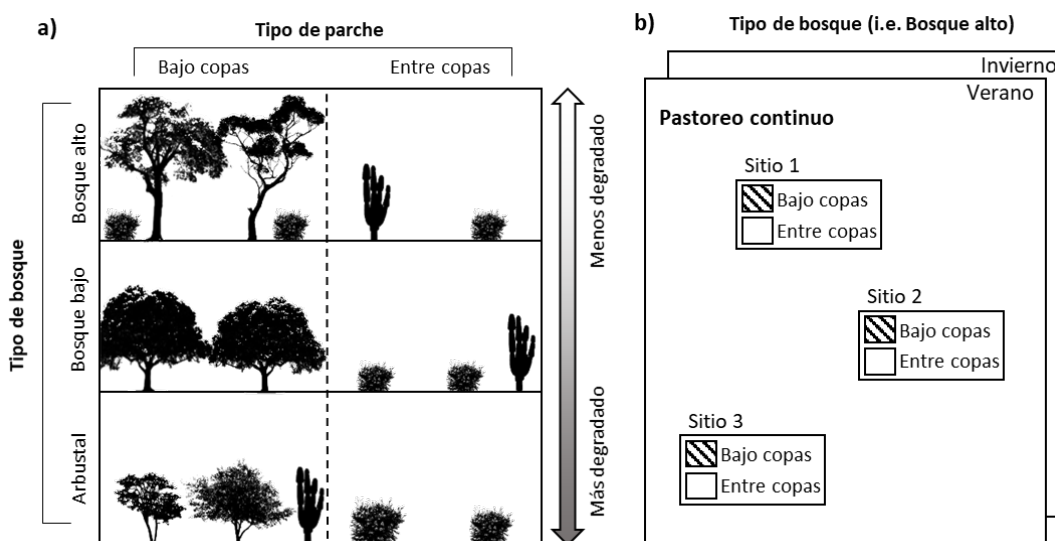 a)
Tipo de parche
Bajo copas
Entre copas
Tipo de bosque
Bosque alto
Bosque bajo
Arbustal
Menos degradado
Más degradado
b)
Tipo de bosque (i.e. Bosque alto)
Invierno
Verano
Pastoreo continuo
Sitio 1
Bajo copas
Entre copas
Sitio 2
Bajo copas
Entre copas
Sitio 3
Bajo copas
Entre copas